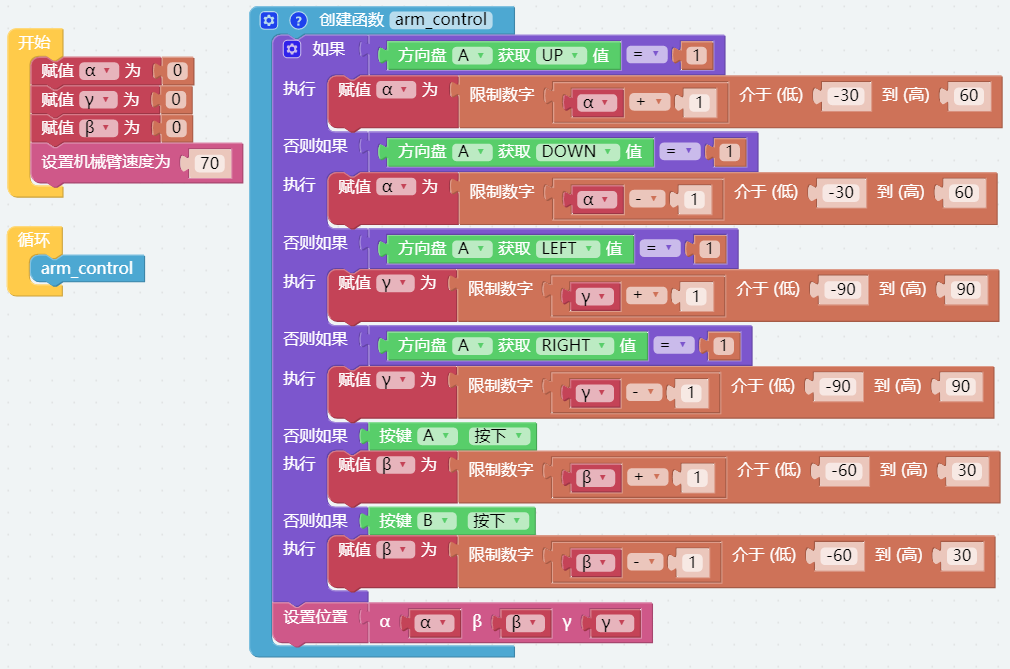 开始
赋值 α 为 0
赋值 γ 为 0
赋值 β 为 0
设置机械臂速度为 70
循环
arm_control
? 创建函数 arm_control
如果 方向盘 A 获取 UP 值 = 1
执行 赋值 α 为 限制数字 α + 1 介于 (低) -30 到 (高) 60
否则如果 方向盘 A 获取 DOWN 值 = 1
执行 赋值 α 为 限制数字 α - 1 介于 (低) -30 到 (高) 60
否则如果 方向盘 A 获取 LEFT 值 = 1
执行 赋值 γ 为 限制数字 γ + 1 介于 (低) -90 到 (高) 90
否则如果 方向盘 A 获取 RIGHT 值 = 1
执行 赋值 γ 为 限制数字 γ - 1 介于 (低) -90 到 (高) 90
否则如果 按键 A 按下
执行 赋值 β 为 限制数字 β + 1 介于 (低) -60 到 (高) 30
否则如果 按键 B 按下
执行 赋值 β 为 限制数字 β - 1 介于 (低) -60 到 (高) 30
设置位置 α α β β γ γ